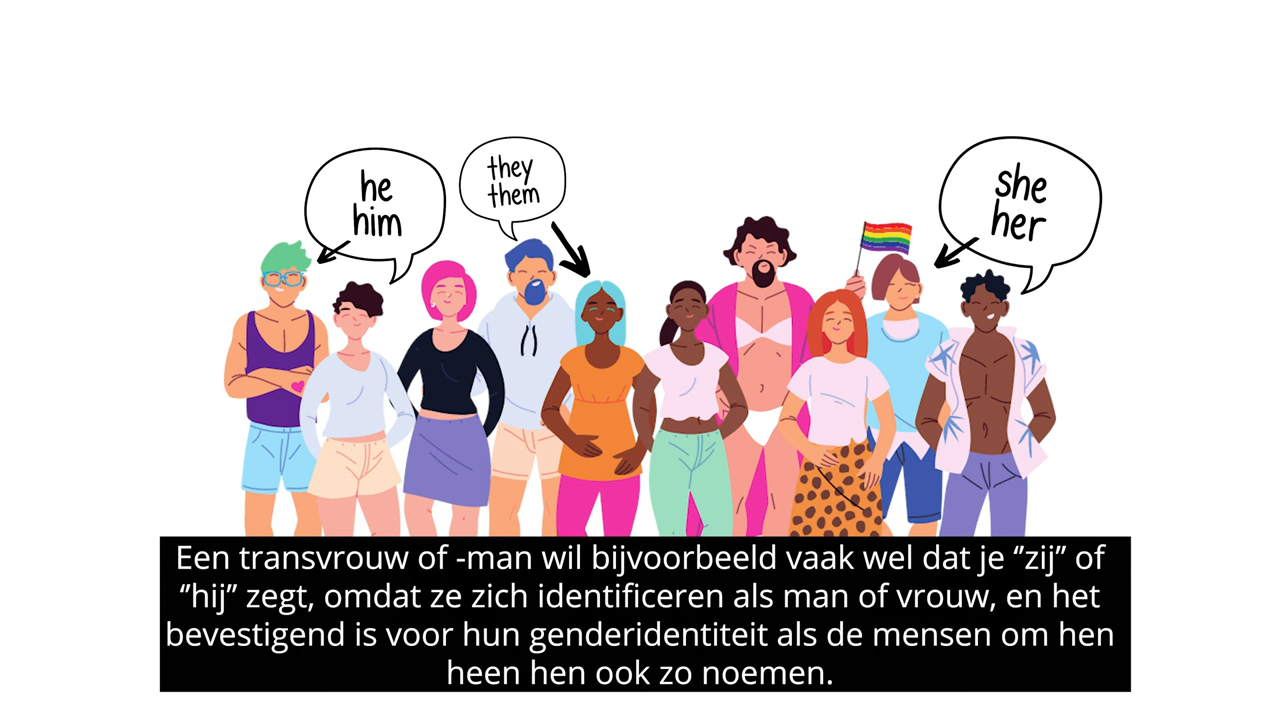 he
him
they
them
she
her
Een transvrouw of -man wil bijvoorbeeld vaak wel dat je “zij” of
“hij” zegt, omdat ze zich identificeren als man of vrouw, en het
bevestigend is voor hun genderidentiteit als de mensen om hen
heen hen ook zo noemen.